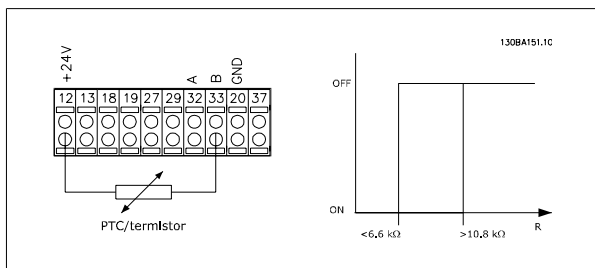 130BA151.10
+24V
A
B
GND
12 13 18 19 27 29 32 33 20 37
PTC/termistor
OFF
ON
R
<6.6 kΩ
>10.8 kΩ